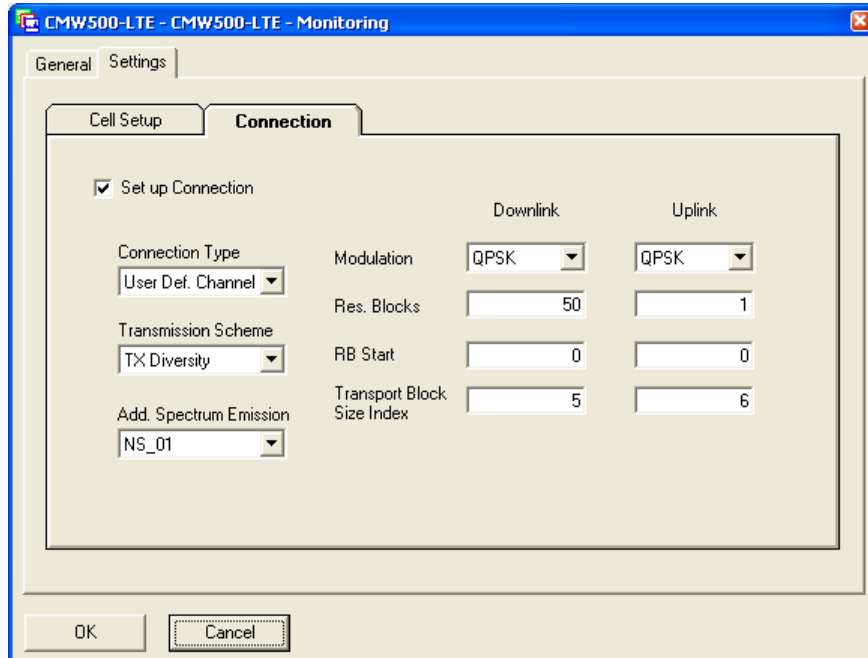 CMW500-LTE - CMW500-LTE - Monitoring
General Settings
Cell Setup Connection
Set up Connection
Downlink Uplink
Connection Type
User Def. Channel
Transmission Scheme
TX Diversity
Add. Spectrum Emission
NS_01
Modulation QPSK QPSK
Res. Blocks 50 1
RB Start 0 0
Transport Block
Size Index 5 6
OK Cancel